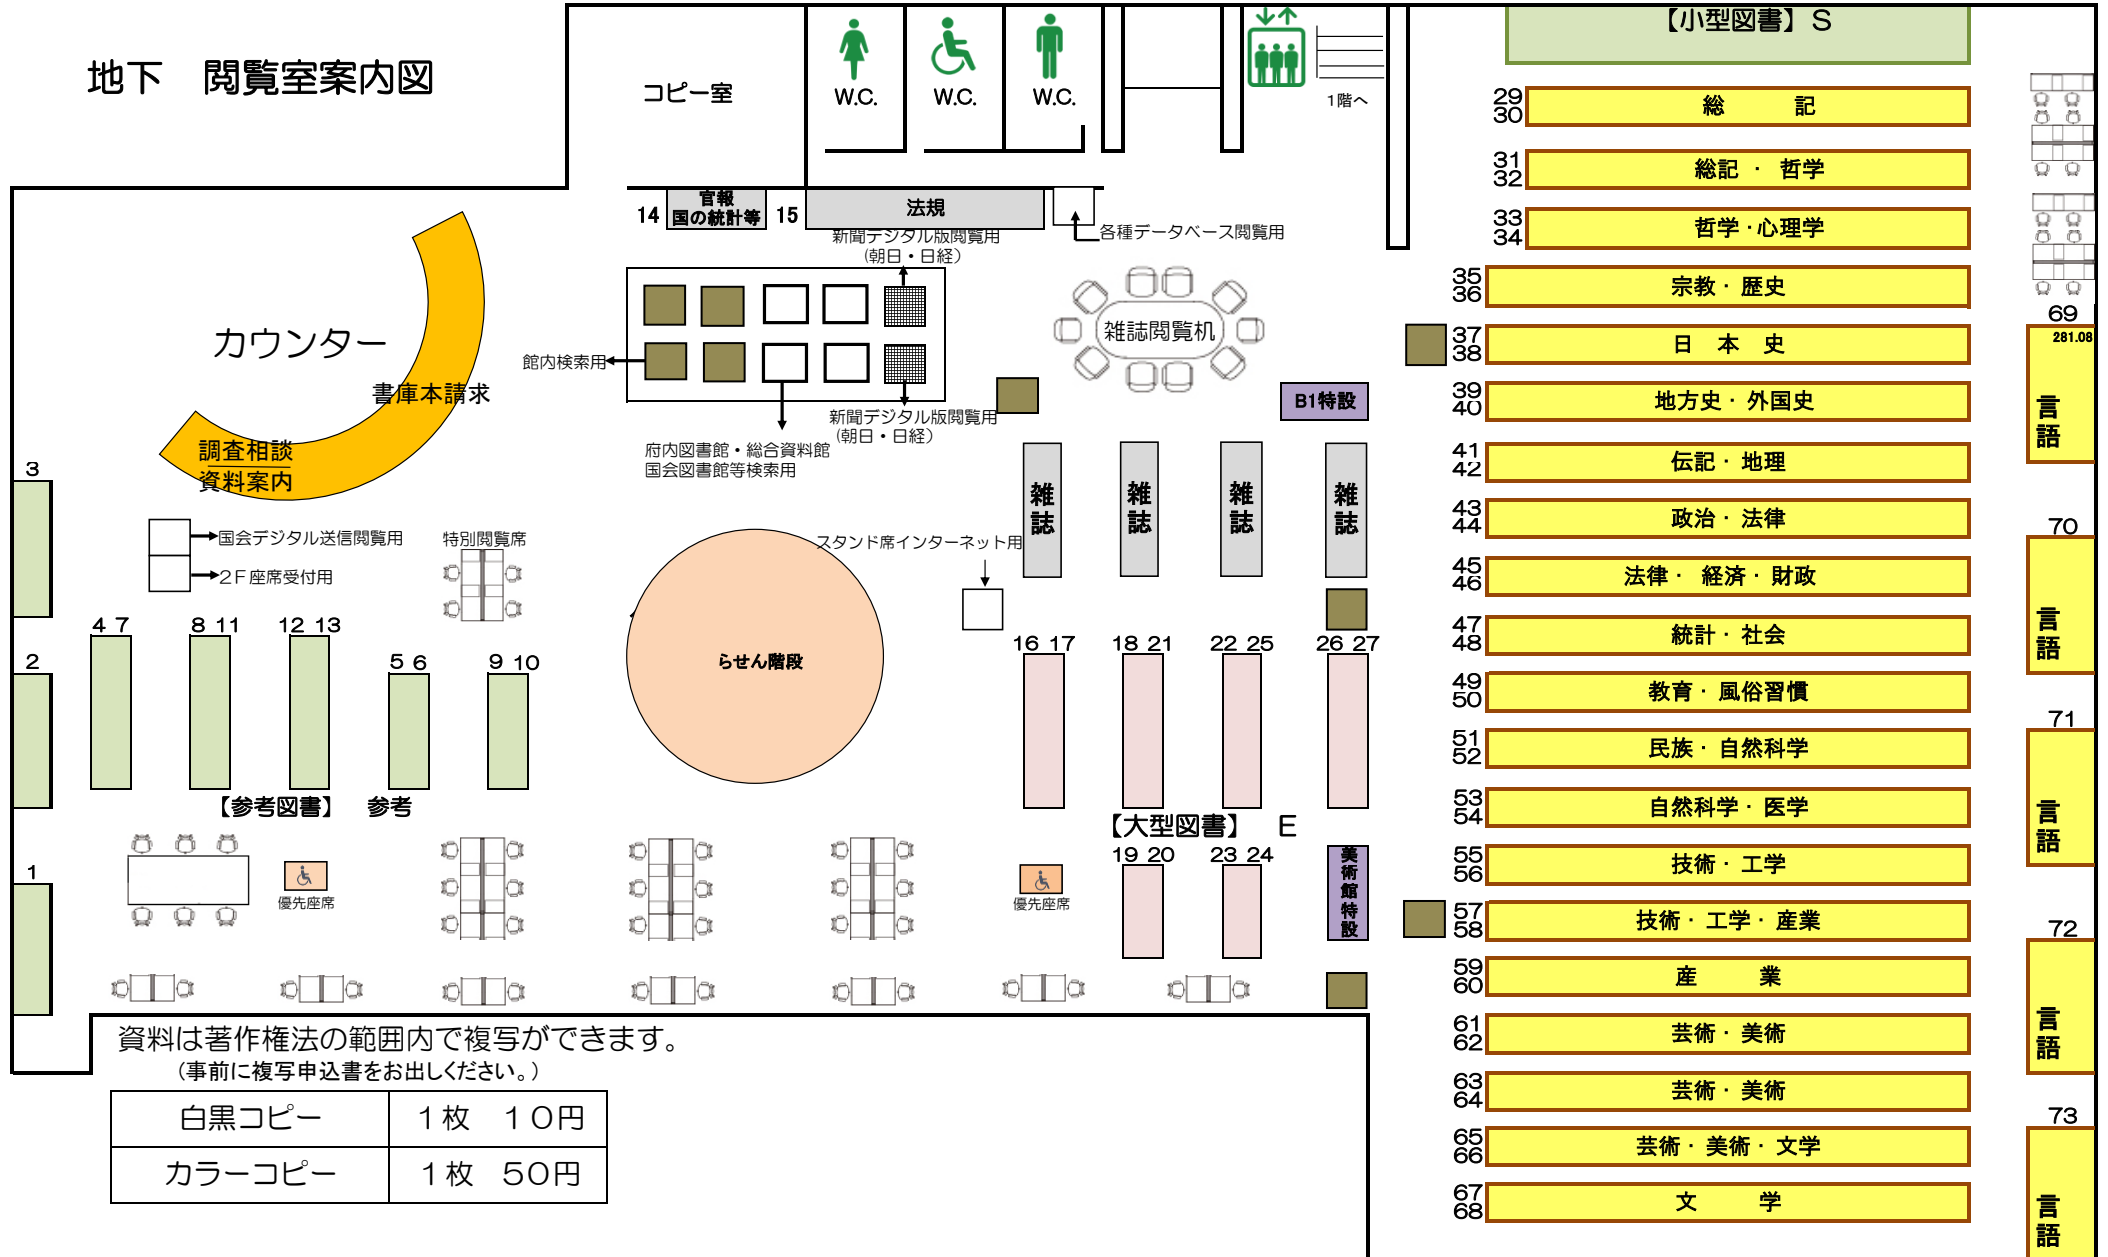 地下　閲覧室案内図
コピー室
W.C.
W.C.
W.C.
1階へ
【小型図書】S
14
官報
国の統計等
15
法規
新聞デジタル版閲覧用
(朝日・日経)
各種データベース閲覧用
カウンター
書庫本請求
調査相談
資料案内
館内検索用
雑誌閲覧机
新聞デジタル版閲覧用
(朝日・日経)
府内図書館・総合資料館
国会図書館等検索用
B1特設
国会デジタル送信閲覧用
2F座席受付用
特別閲覧席
スタンド席インターネット用
らせん階段
雑誌
雑誌
雑誌
雑誌
3
2
1
4 7
8 11
12 13
5 6
9 10
【参考図書】　参考
16 17
18 21
22 25
26 27
【大型図書】　E
19 20
23 24
美術館特設
優先座席
優先座席
29
30
総　記
31
32
総記・哲学
33
34
哲学・心理学
35
36
宗教・歴史
37
38
日本史
39
40
地方史・外国史
41
42
伝記・地理
43
44
政治・法律
45
46
法律・経済・財政
47
48
統計・社会
49
50
教育・風俗習慣
51
52
民族・自然科学
53
54
自然科学・医学
55
56
技術・工学
57
58
技術・工学・産業
59
60
産　業
61
62
芸術・美術
63
64
芸術・美術
65
66
芸術・美術・文学
67
68
文　学
69
281.08
言語
70
言語
71
言語
72
言語
73
言語
資料は著作権法の範囲内で複写ができます。
(事前に複写申込書をお出しください。)
白黒コピー　1枚　10円
カラーコピー　1枚　50円